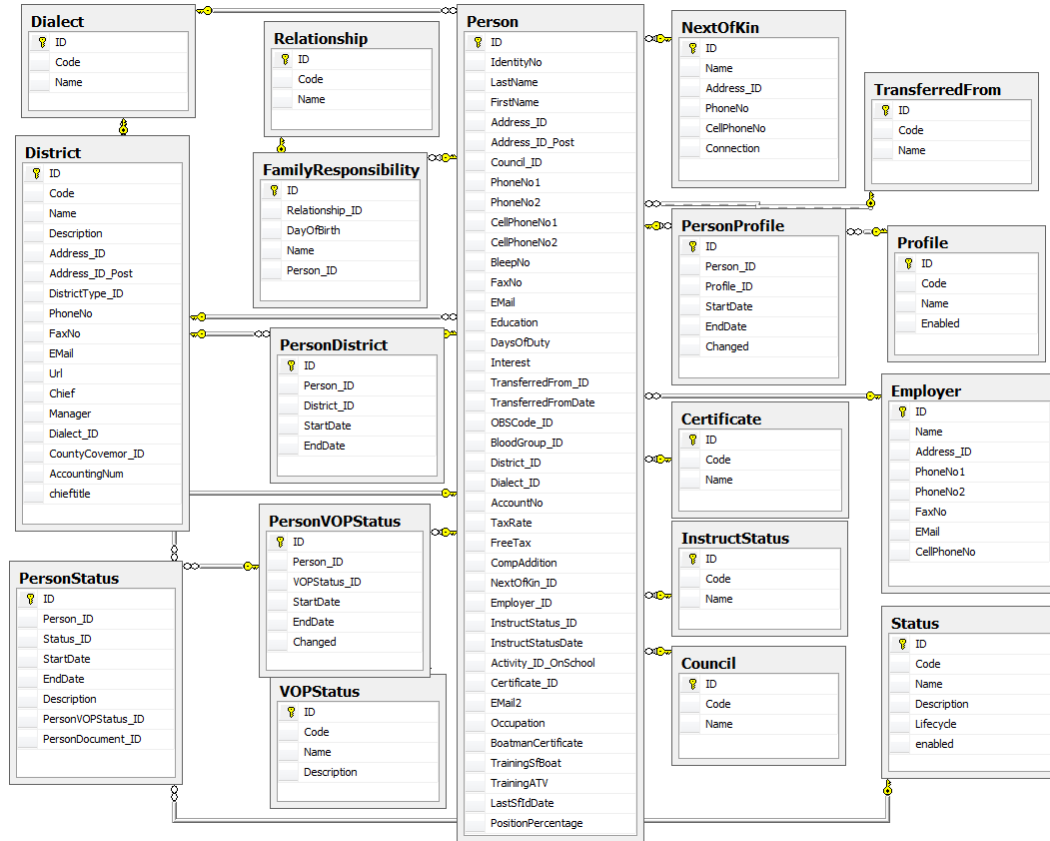 Dialect
ID
Code
Name
District
ID
Code
Name
Description
Address_ID
Address_ID_Post
DistrictType_ID
PhoneNo
FaxNo
EMail
Url
Chief
Manager
Dialect_ID
CountyCovemor_ID
AccountingNum
chieftitle
PersonStatus
ID
Person_ID
Status_ID
StartDate
EndDate
Description
PersonVOPStatus_ID
PersonDocument_ID
Relationship
ID
Code
Name
FamilyResponsibility
ID
Relationship_ID
DayOfBirth
Name
Person_ID
PersonDistrict
ID
Person_ID
District_ID
StartDate
EndDate
PersonVOPStatus
ID
Person_ID
VOPStatus_ID
StartDate
EndDate
Changed
VOPStatus
ID
Code
Name
Description
Person
ID
IdentityNo
LastName
FirstName
Address_ID
Address_ID_Post
Council_ID
PhoneNo1
PhoneNo2
CellPhoneNo1
CellPhoneNo2
BleepNo
FaxNo
EMail
Education
DaysOfDuty
Interest
TransferredFrom_ID
TransferredFromDate
OBSCode_ID
BloodGroup_ID
District_ID
Dialect_ID
AccountNo
TaxRate
FreeTax
CompAddition
NextOfKin_ID
Employer_ID
InstructStatus_ID
InstructStatusDate
Activity_ID_OnSchool
Certificate_ID
EMail2
Occupation
BoatmanCertificate
TrainingSfBoat
TrainingATV
LastSfIdDate
PositionPercentage
NextOfKin
ID
Name
Address_ID
PhoneNo
CellPhoneNo
Connection
TransferredFrom
ID
Code
Name
PersonProfile
ID
Person_ID
Profile_ID
StartDate
EndDate
Changed
Profile
ID
Code
Name
Enabled
Certificate
ID
Code
Name
Employer
ID
Name
Address_ID
PhoneNo1
PhoneNo2
FaxNo
EMail
CellPhoneNo
InstructStatus
ID
Code
Name
Council
ID
Code
Name
Status
ID
Code
Name
Description
Lifecycle
enabled